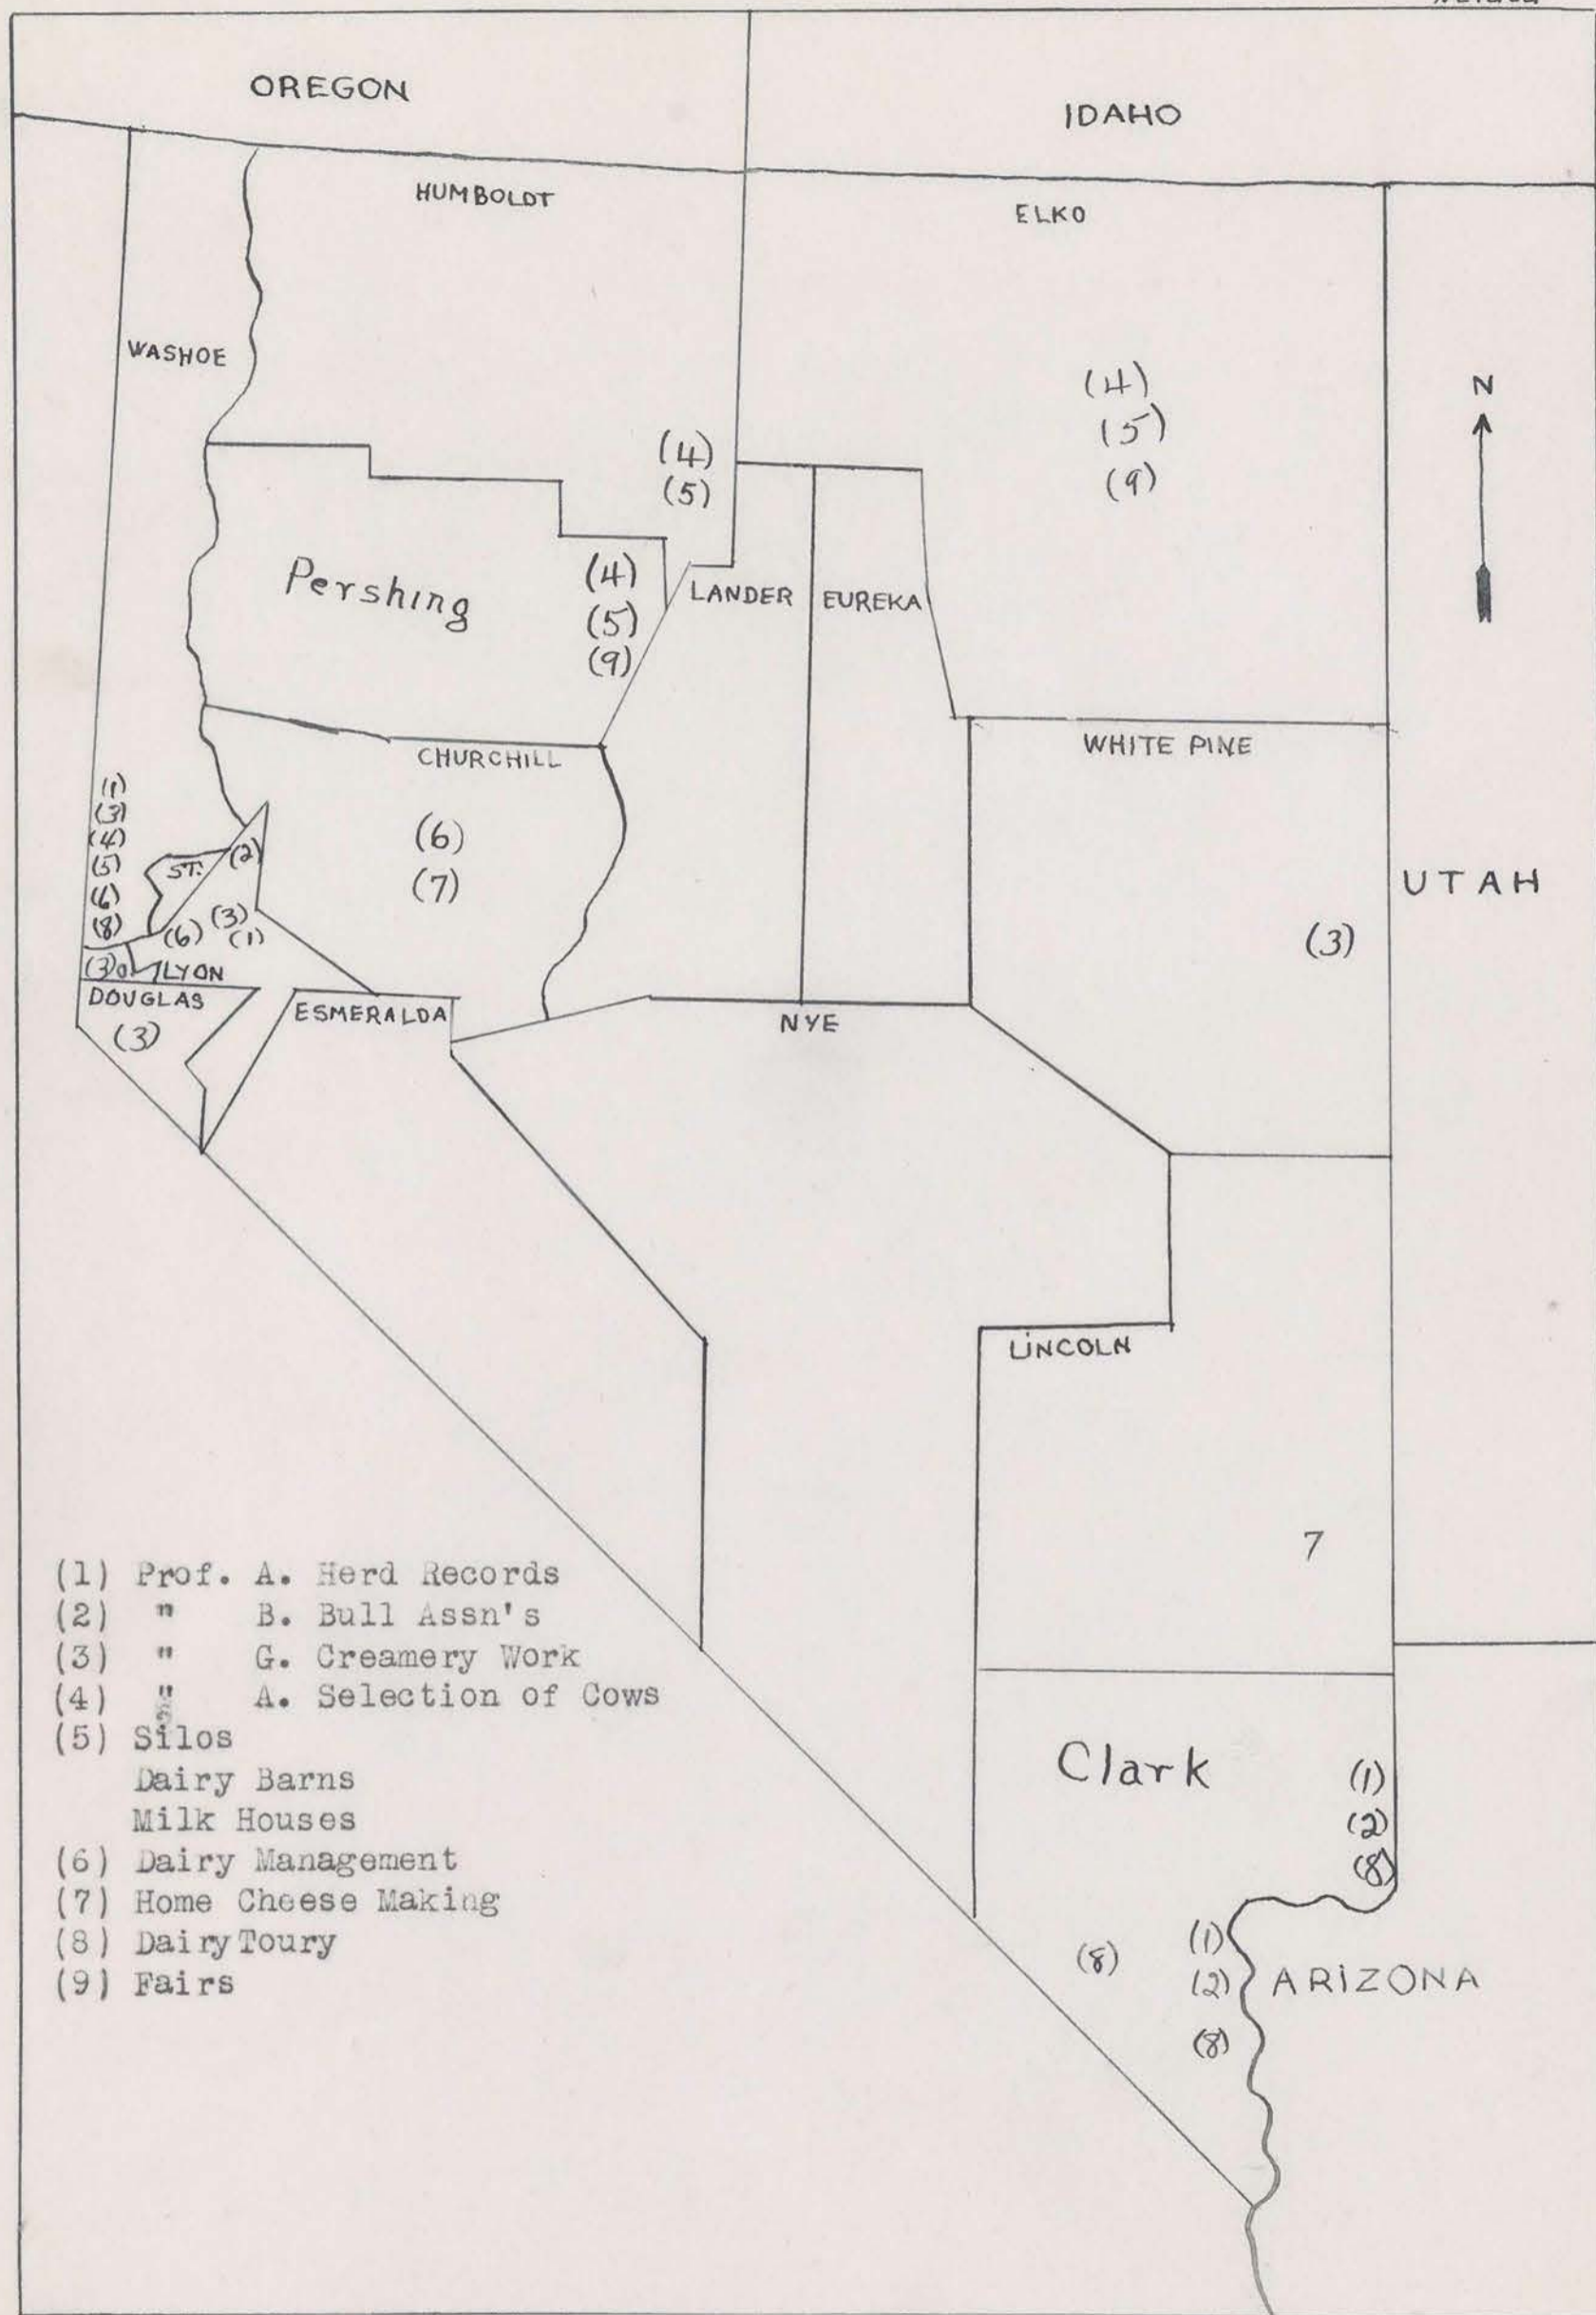 OREGON
IDAHO
HUMBOLDT
ELKO
WASHOE
(4)
(5)
(9)
N
(4)
(5)
Pershing
(4)
(5)
(9)
LANDER
EUREKA
CHURCHILL
WHITE PINE
(1)
(3)
(4)
(5)
(6)
(8)
ST.
(2)
(6)
(7)
UTAH
(3)
(6)
(3)
(1)
(3)
LYON
DOUGLAS
(3)
ESMERALDA
NYE
LINCOLN
7
(1) Prof. A. Herd Records
(2) " B. Bull Assn's
(3) " G. Creamery Work
(4) " A. Selection of Cows
(5) Silos
Dairy Barns
Milk Houses
(6) Dairy Management
(7) Home Cheese Making
(8) Dairy Toury
(9) Fairs
Clark
(1)
(2)
(8)
(8)
(1)
(2)
(8)
ARIZONA